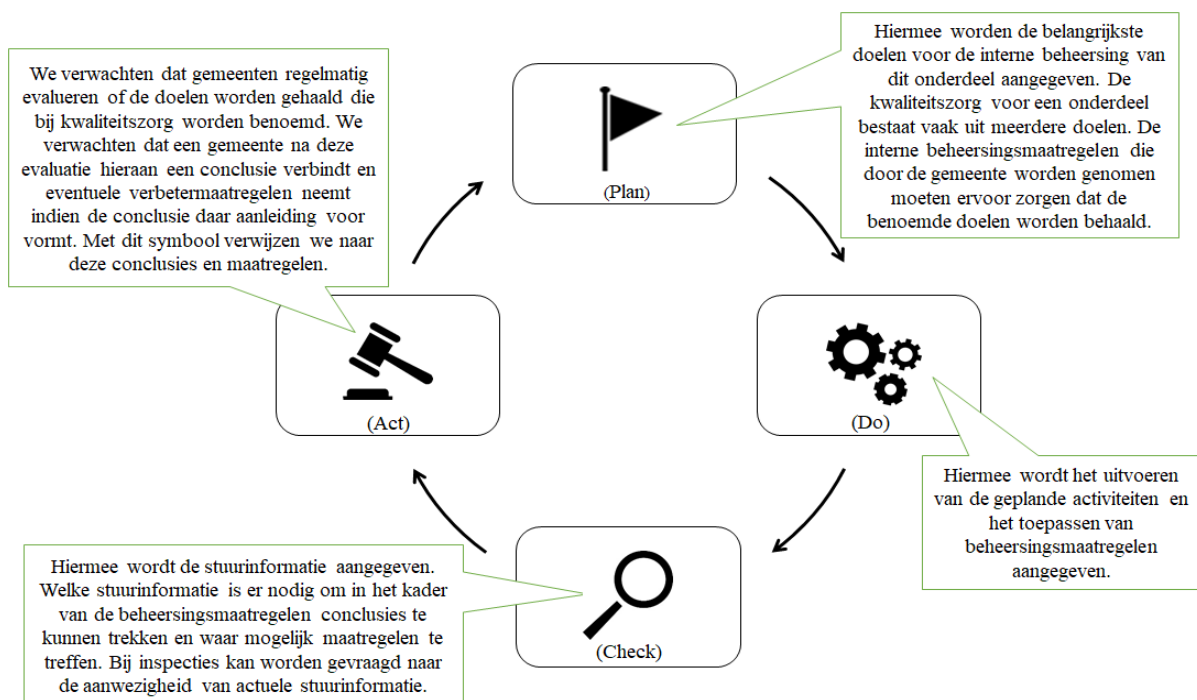 Hiermee worden de belangrijkste
doelen voor de interne beheersing van
dit onderdeel aangegeven. De
kwaliteitszorg voor een onderdeel
bestaat vaak uit meerdere doelen. De
interne beheersingsmaatregelen die
door de gemeente worden genomen
moeten ervoor zorgen dat de
benoemde doelen worden behaald.
We verwachten dat gemeenten regelmatig
evalueren of de doelen worden gehaald die
bij kwaliteitszorg worden benoemd. We
verwachten dat een gemeente na deze
evaluatie hieraan een conclusie verbindt en
eventuele verbetermaatregelen neemt
indien de conclusie daar aanleiding voor
vormt. Met dit symbool verwijzen we naar
deze conclusies en maatregelen.
(Plan)
(Act)
(Do)
Hiermee wordt het uitvoeren
van de geplande activiteiten en
het toepassen van
beheersingsmaatregelen
aangegeven.
Hiermee wordt de stuurinformatie aangegeven.
Welke stuurinformatie is er nodig om in het kader
van de beheersingsmaatregelen conclusies te
kunnen trekken en waar mogelijk maatregelen te
treffen. Bij inspecties kan worden gevraagd naar
de aanwezigheid van actuele stuurinformatie.
(Check)